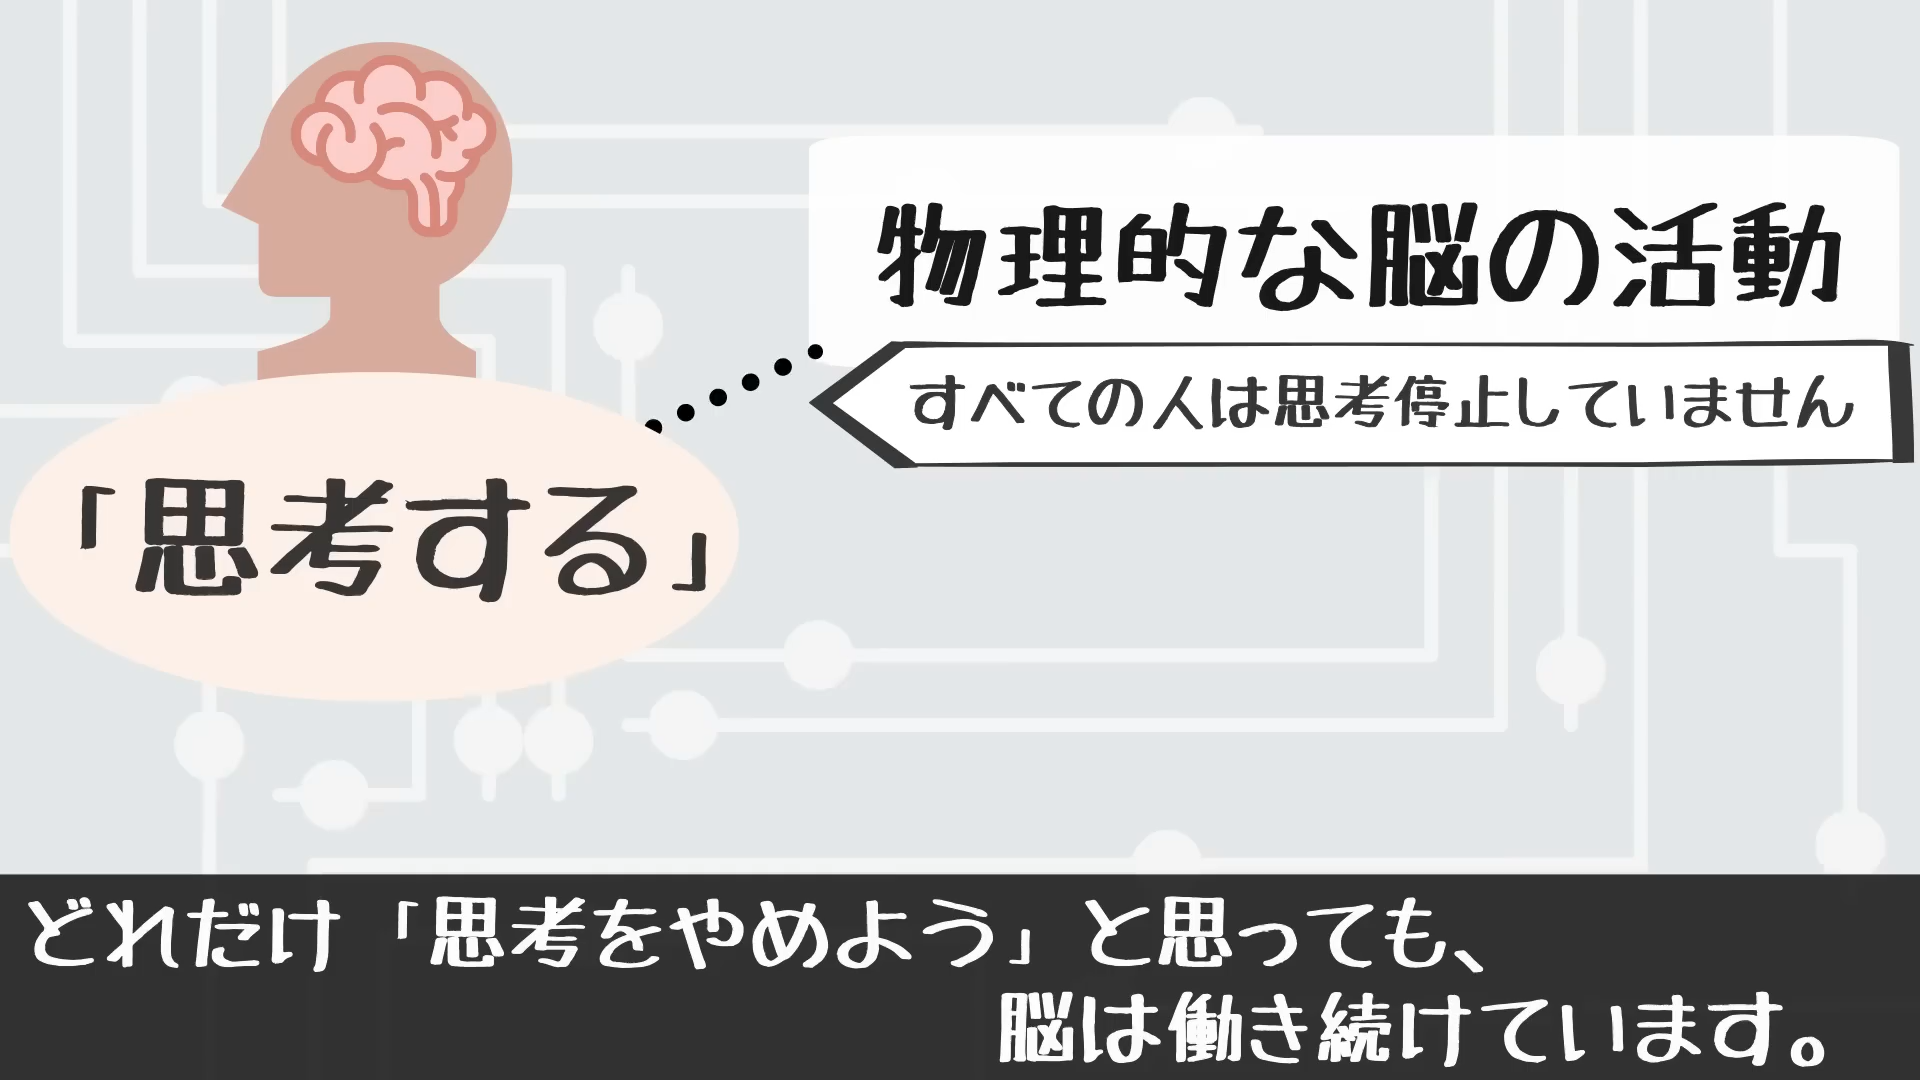 物理的な脳の活動
すべての人は思考停止していません
「思考する」
どれだけ「思考をやめよう」と思っても、
脳は働き続けています。